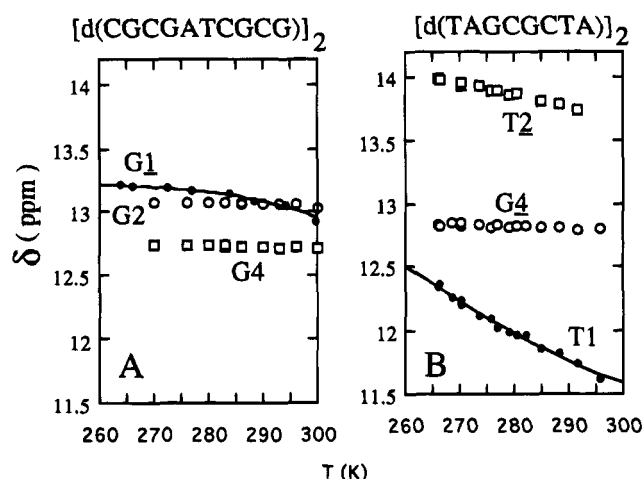 [d(CGCGATCGCG)]2
[d(TAGCGCTA)]2
δ (ppm)
14
13.5
13
12.5
12
11.5
G1
G2
G4
A
260 270 280 290 300
14
13.5
13
12.5
12
11.5
T2
G4
T1
B
260 270 280 290 300
T (K)